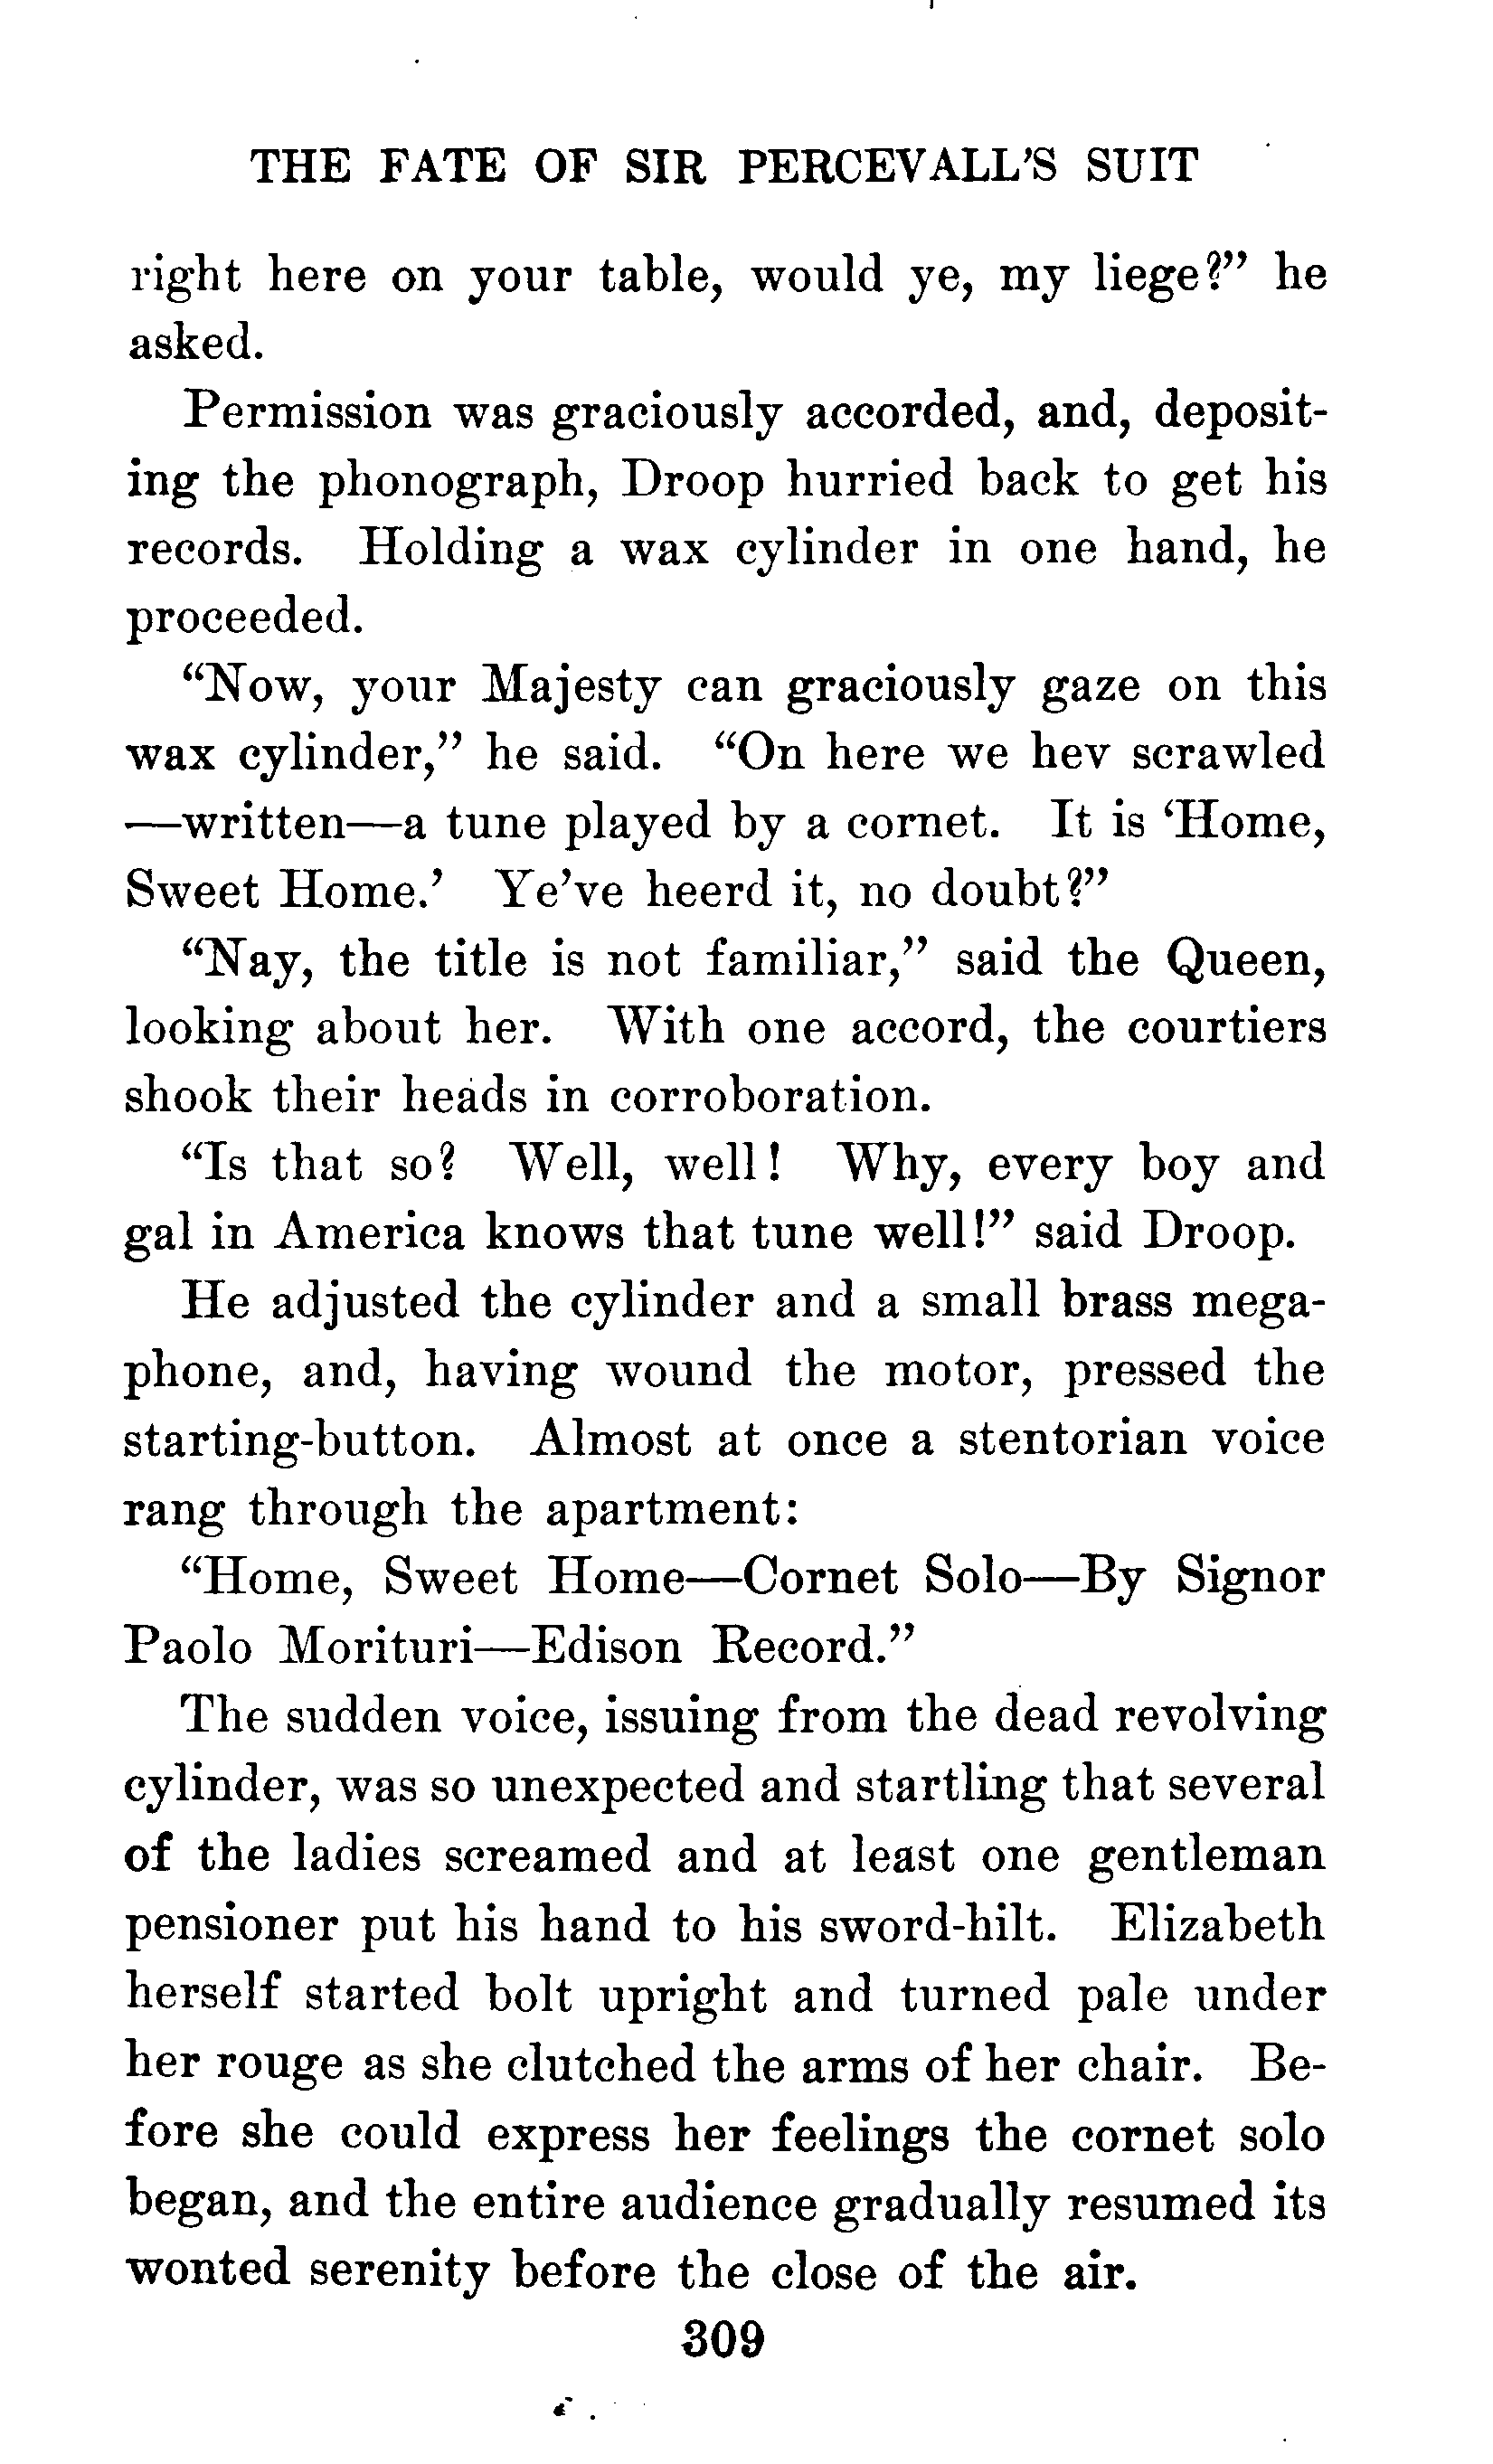 THE FATE OF SIR PERCEVALL'S SUIT
right here on your table, would ye, my liege?" he
asked.
Permission was graciously accorded, and, deposit-
ing the phonograph, Droop hurried back to get his
records. Holding a wax cylinder in one hand, he
proceeded.
"Now, your Majesty can graciously gaze on this
wax cylinder," he said. "On here we hev scrawled
—written—a tune played by a cornet. It is 'Home,
Sweet Home.' Ye've heerd it, no doubt?"
"Nay, the title is not familiar," said the Queen,
looking about her. With one accord, the courtiers
shook their heads in corroboration.
"Is that so? Well, well! Why, every boy and
gal in America knows that tune well!" said Droop.
He adjusted the cylinder and a small brass mega-
phone, and, having wound the motor, pressed the
starting-button. Almost at once a stentorian voice
rang through the apartment:
"Home, Sweet Home—Cornet Solo—By Signor
Paolo Morituri—Edison Record."
The sudden voice, issuing from the dead revolving
cylinder, was so unexpected and startling that several
of the ladies screamed and at least one gentleman
pensioner put his hand to his sword-hilt. Elizabeth
herself started bolt upright and turned pale under
her rouge as she clutched the arms of her chair. Be-
fore she could express her feelings the cornet solo
began, and the entire audience gradually resumed its
wonted serenity before the close of the air.
309